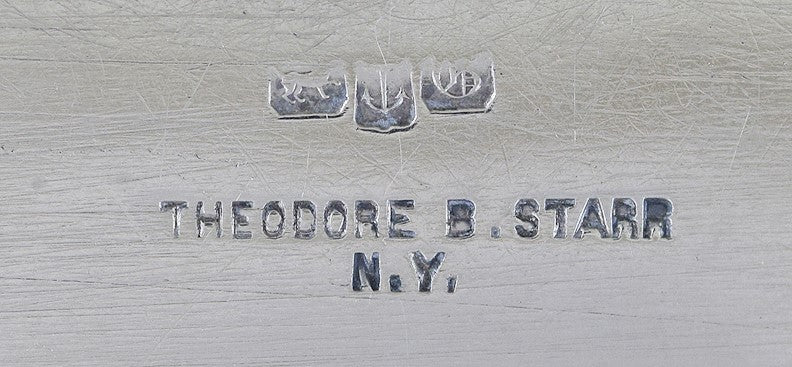 THEODORE B. STARR
N.Y.